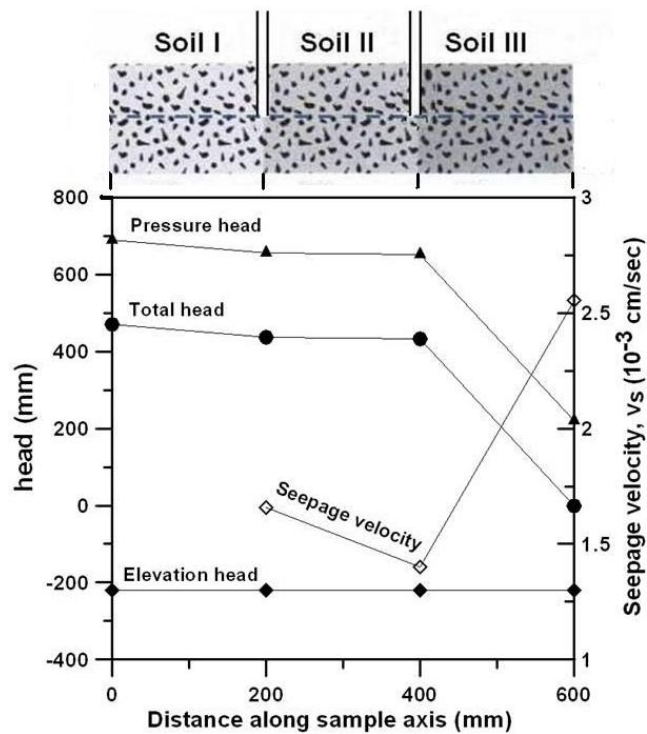 Soil I Soil II Soil III
800 3
Pressure head
600
2.5
Total head
400
200 2
0
Seepage velocity
1.5
-200 Elevation head
-400 1
0 200 400 600
Distance along sample axis (mm)
head (mm)
Seepage velocity, vs (10-3 cm/sec)